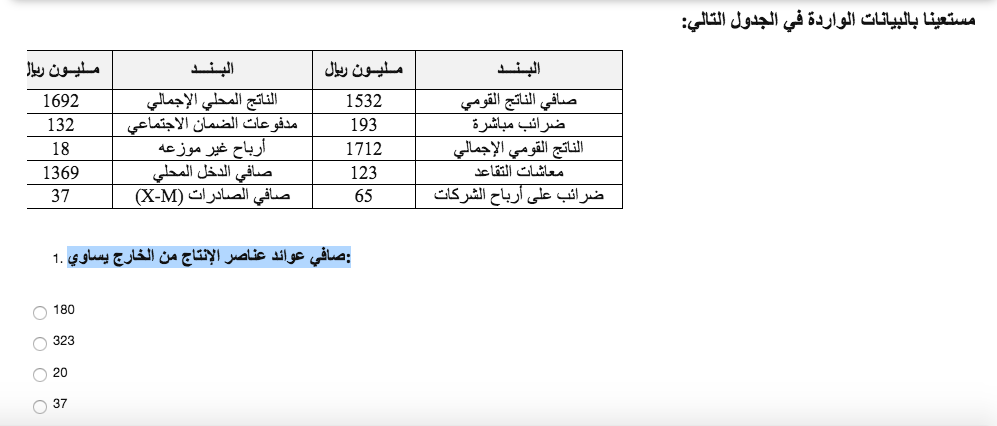 مستعينا بالبيانات الواردة في الجدول التالي:
البنــد مـليـون ريال البنــد مـليـون ريال
صافي الناتج القومي 1532 الناتج المحلي الإجمالي 1692
ضرائب مباشرة 193 مدفوعات الضمان الاجتماعي 132
الناتج القومي الإجمالي 1712 أرباح غير موزعه 18
معاشات التقاعد 123 صافي الدخل المحلي 1369
ضرائب على أرباح الشركات 65 صافي الصادرات (X-M) 37
1. صافي عوائد عناصر الإنتاج من الخارج يساوي:
180
323
20
37